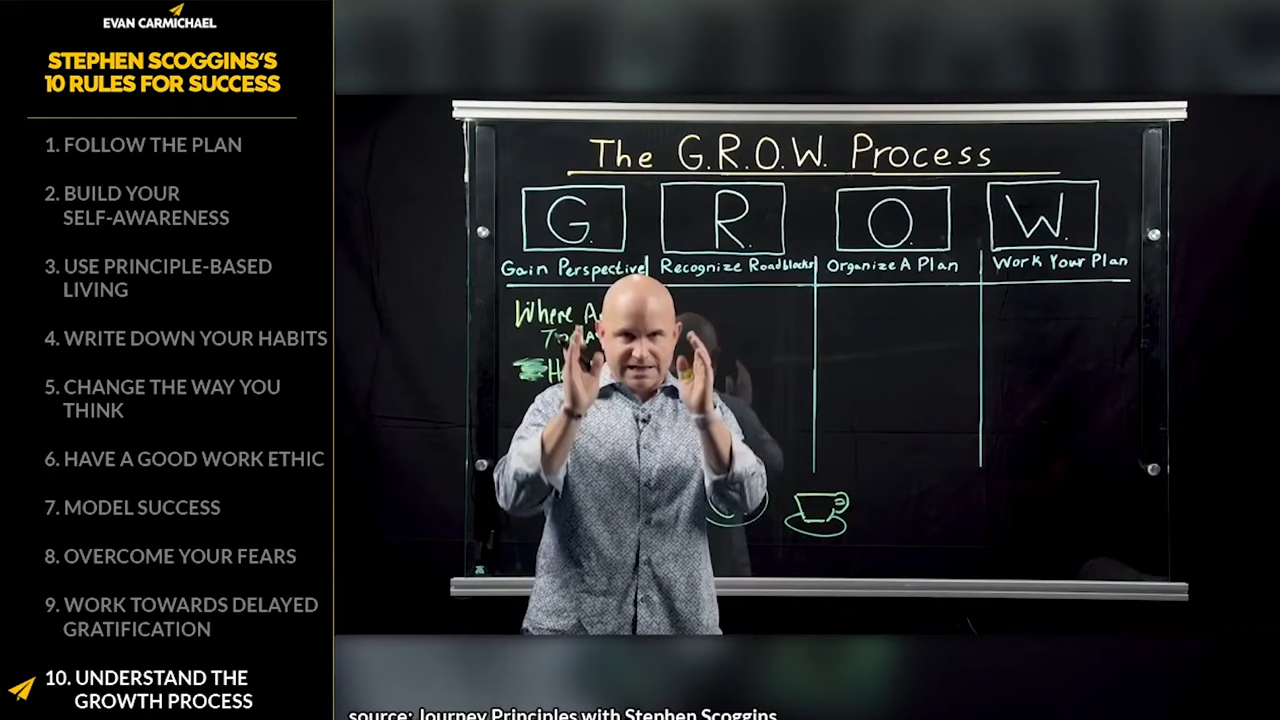 EVAN CARMICHAEL
STEPHEN SCOGGINS'S
10 RULES FOR SUCCESS
1. FOLLOW THE PLAN
2. BUILD YOUR
SELF-AWARENESS
3. USE PRINCIPLE-BASED
LIVING
4. WRITE DOWN YOUR HABITS
5. CHANGE THE WAY YOU
THINK
6. HAVE A GOOD WORK ETHIC
7. MODEL SUCCESS
8. OVERCOME YOUR FEARS
9. WORK TOWARDS DELAYED
GRATIFICATION
10. UNDERSTAND THE
GROWTH PROCESS
The G.R.O.W. Process
G. R. O. W.
Gain Perspective Recognize Roadblocks Organize A Plan Work Your Plan
Where
source: Journey Principles with Stephen Scoggins